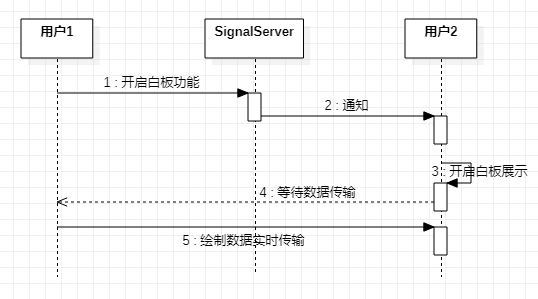 用户1
SignalServer
用户2
1 : 开启白板功能
2 : 通知
3 : 开启白板展示
4 : 等待数据传输
5 : 绘制数据实时传输